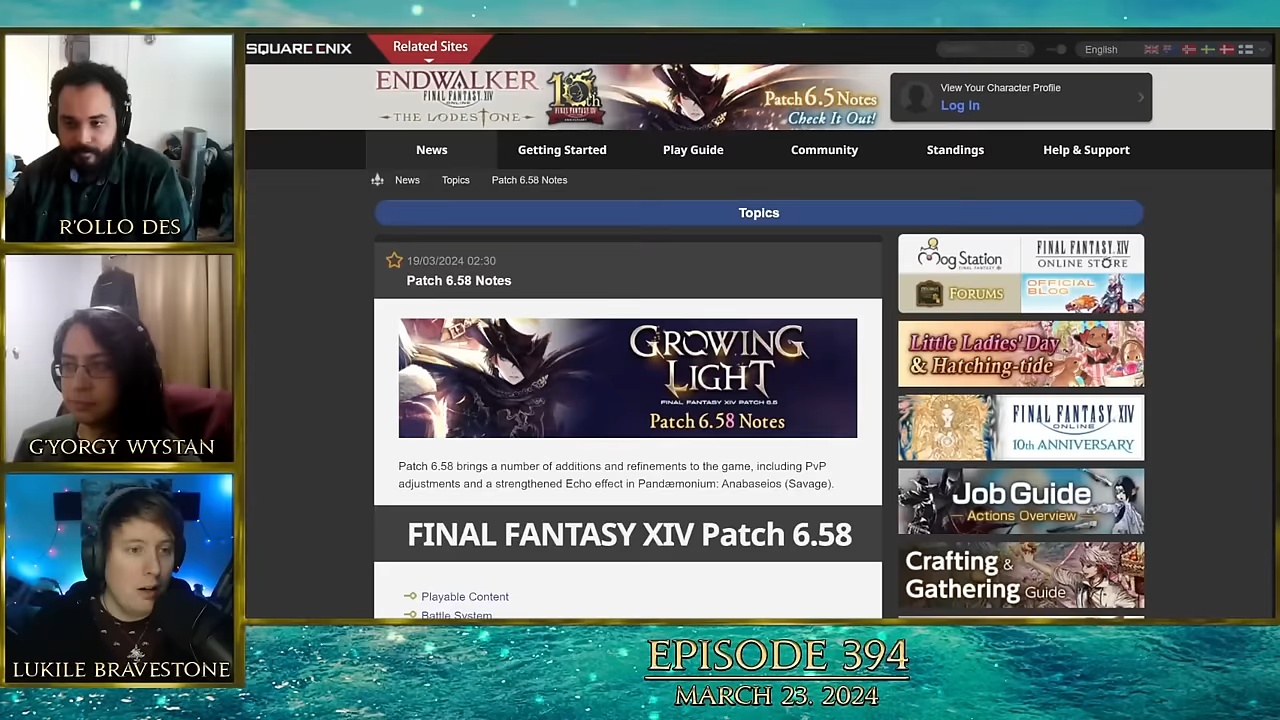 R'OLLO DES
G'YORGY WYSTAN
LUKILE BRAVESTONE
SQUARE ENIX
Related Sites
English
ENDWALKER
FINAL FANTASY XIV
ONLINE
THE LODESTONE
10th
Patch 6.5 Notes
Check It Out!
View Your Character Profile
Log In
News
Getting Started
Play Guide
Community
Standings
Help & Support
News
Topics
Patch 6.58 Notes
Topics
19/03/2024 02:30
Patch 6.58 Notes
GROWING
LIGHT
FINAL FANTASY XIV PATCH 6.5
Patch 6.58 Notes
Patch 6.58 brings a number of additions and refinements to the game, including PvP
adjustments and a strengthened Echo effect in Pandæmonium: Anabaseios (Savage).
FINAL FANTASY XIV Patch 6.58
Playable Content
Battle System
Mog Station
FINAL FANTASY XIV
FINAL FANTASY XIV
ONLINE STORE
FORUMS
OFFICIAL
BLOG
Little Ladies' Day
& Hatching-tide
FINAL FANTASY XIV
ONLINE
10th ANNIVERSARY
Job Guide
Actions Overview
Crafting &
Gathering Guide
EPISODE 394
MARCH 23. 2024